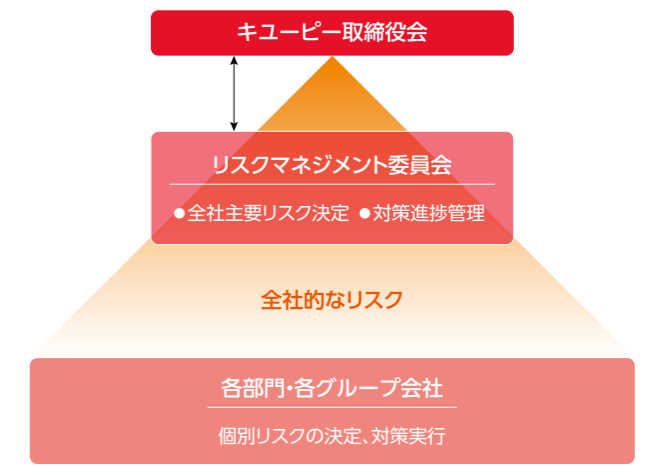 キユーピー取締役会
リスクマネジメント委員会
●全社主要リスク決定 ●対策進捗管理
全社的なリスク
各部門・各グループ会社
個別リスクの決定、対策実行